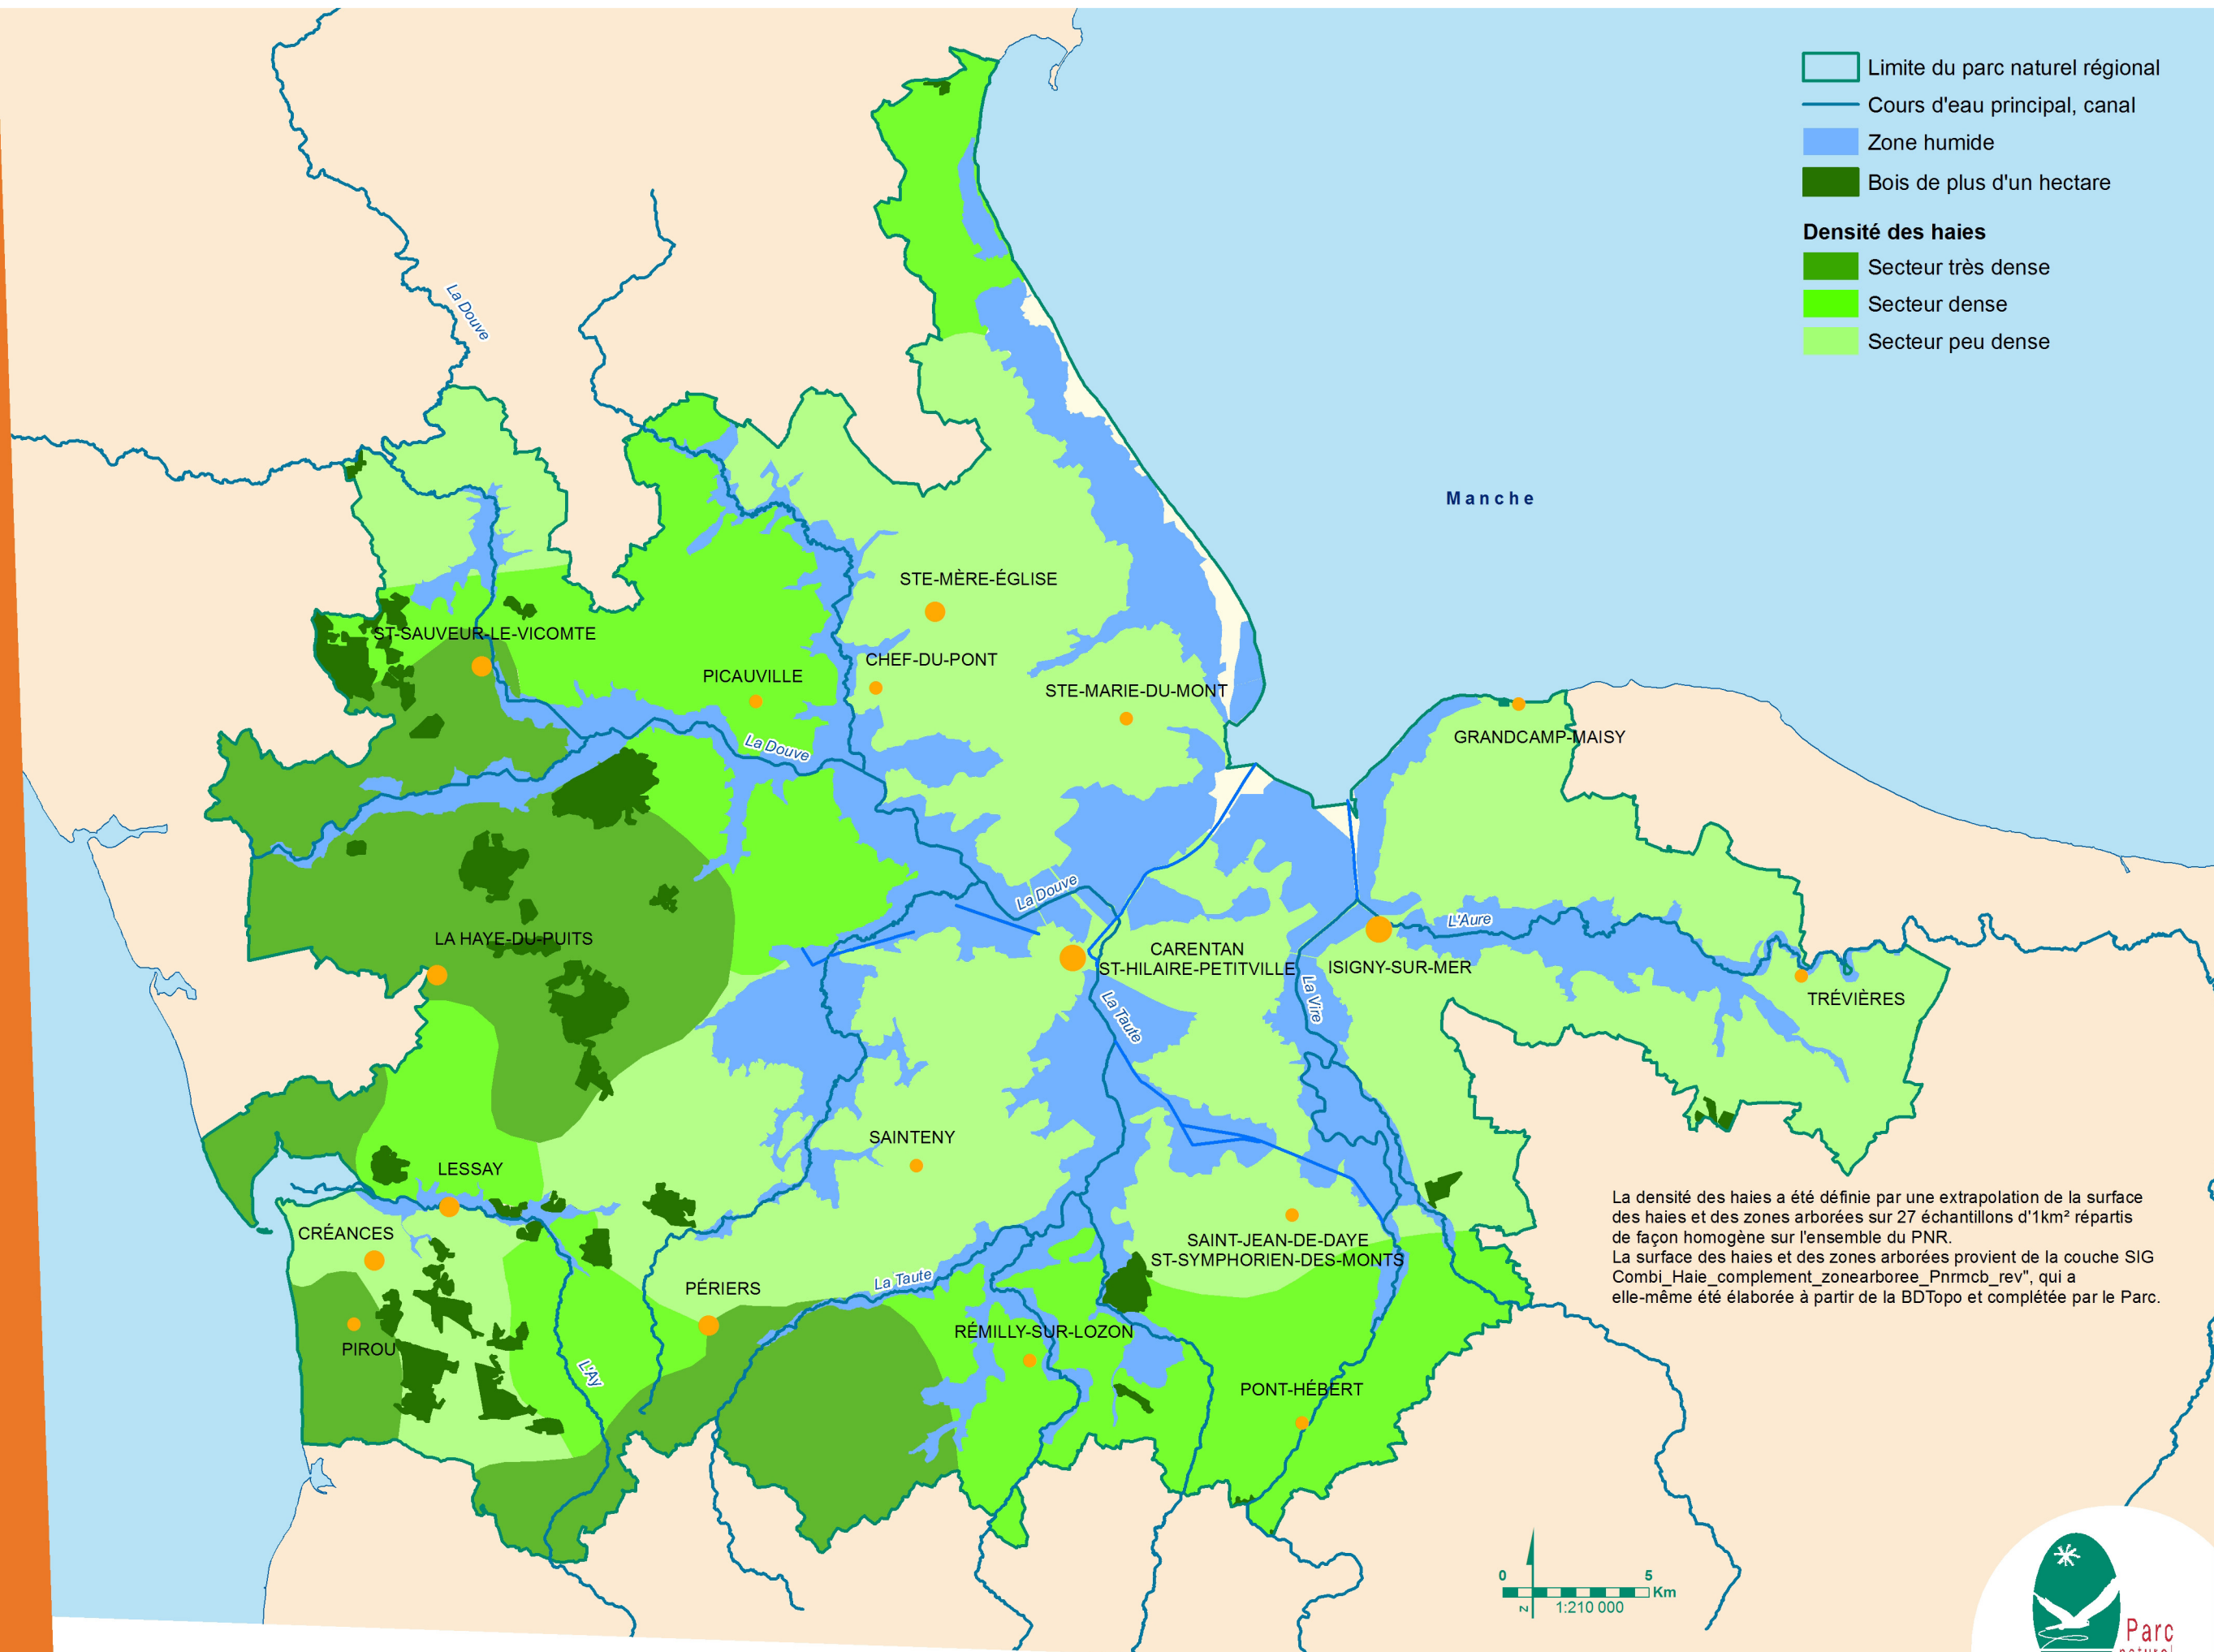 Limite du parc naturel régional
Cours d'eau principal, canal
Zone humide
Bois de plus d'un hectare
Densité des haies
Secteur très dense
Secteur dense
Secteur peu dense
La Douve
Manche
STE-MÈRE-ÉGLISE
ST-SAUVEUR-LE-VICOMTE
CHEF-DU-PONT
PICAUVILLE
STE-MARIE-DU-MONT
GRANDCAMP-MAISY
La Douve
La Douve
L'Aure
LA HAYE-DU-PUITS
CARENTAN
ST-HILAIRE-PETITVILLE
ISIGNY-SUR-MER
La Vire
La Taute
TRÉVIÈRES
SAINTENY
LESSAY
CRÉANCES
SAINT-JEAN-DE-DAYE
ST-SYMPHORIEN-DES-MONTS
La Taute
PÉRIERS
RÉMILLY-SUR-LOZON
PIROU
L'Ay
PONT-HÉBERT
La densité des haies a été définie par une extrapolation de la surface
des haies et des zones arborées sur 27 échantillons d'1km² répartis
de façon homogène sur l'ensemble du PNR.
La surface des haies et des zones arborées provient de la couche SIG
Combi_Haie_complement_zonearboree_Pnrmcb_rev", qui a
elle-même été élaborée à partir de la BDTopo et complétée par le Parc.
0 5
Km
N 1:210 000
Parc
naturel